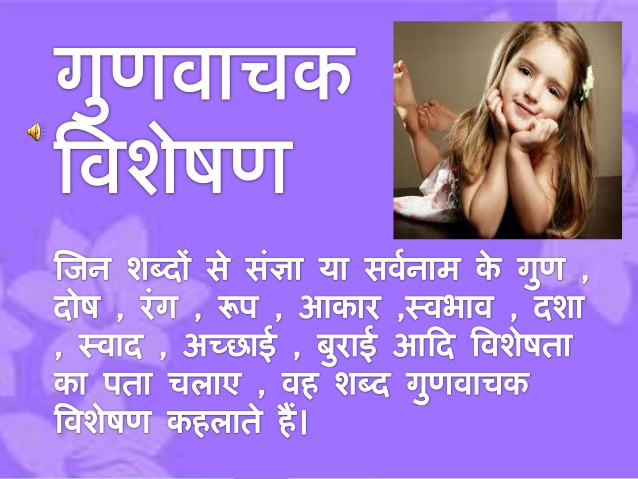 गुणवाचक
विशेषण
जिन शब्दों से संज्ञा या सर्वनाम के गुण ,
दोष , रंग , रूप , आकार ,स्वभाव , दशा
, स्वाद , अच्छाई , बुराई आदि विशेषता
का पता चलाए , वह शब्द गुणवाचक
विशेषण कहलाते हैं।